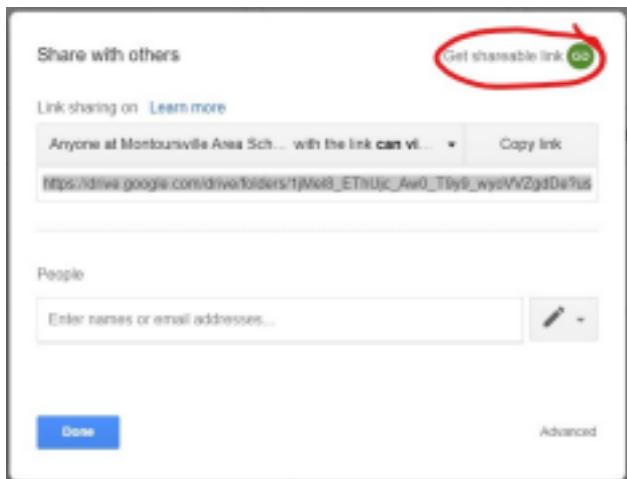 Share with others
Get shareable link
Link sharing on Learn more
Anyone at Montoursville Area Sch... with the link can vi...
Copy link
People
Enter names or email addresses...
Done
Advanced